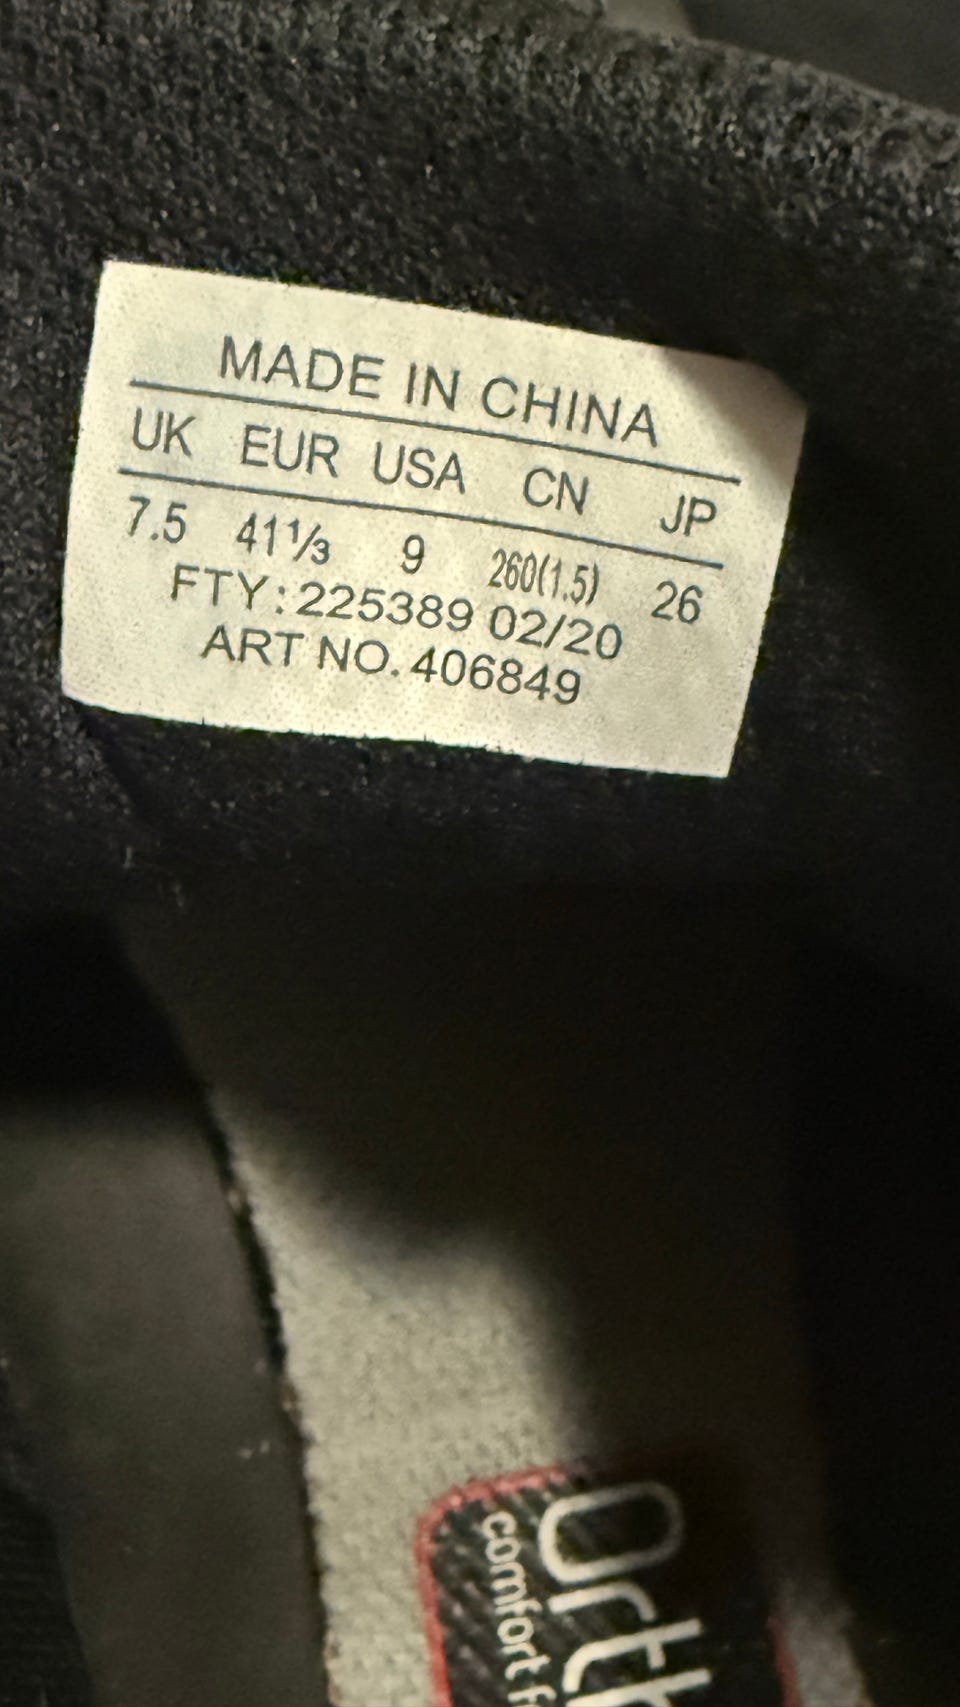 MADE IN CHINA
UK EUR USA CN JP
7.5 41⅓ 9 260(1.5) 26
FTY:225389 02/20
ART NO.406849
comfort